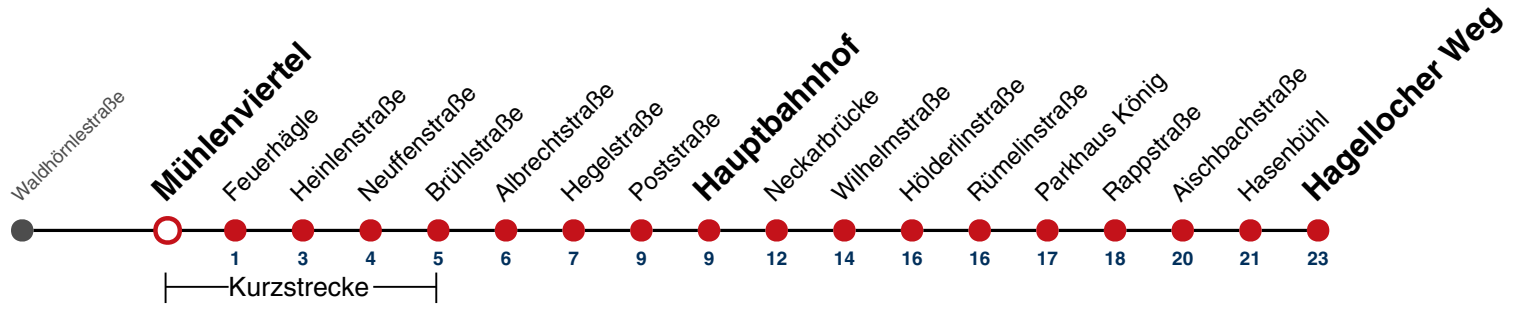 Waldhörnlestraße
Mühlenviertel
Feuerhägle
Heinlenstraße
Neuffenstraße
Brühlstraße
Albrechtstraße
Hegelstraße
Poststraße
Hauptbahnhof
Neckarbrücke
Wilhelmstraße
Hölderlinstraße
Rümelinstraße
Parkhaus König
Rappstraße
Aischbachstraße
Hasenbühl
Hagellocher Weg
1 3 4 5 6 7 9 9 12 14 16 16 17 18 20 21 23
Kurzstrecke